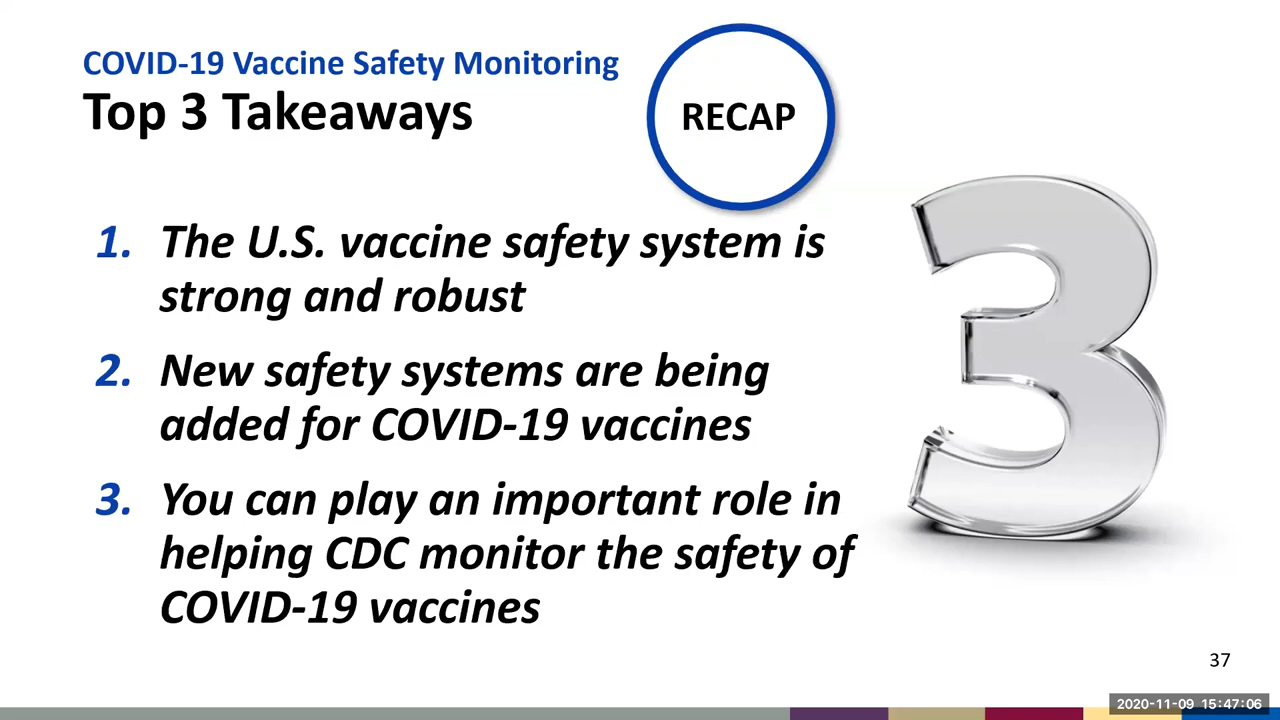 COVID-19 Vaccine Safety Monitoring
Top 3 Takeaways
RECAP
1. The U.S. vaccine safety system is
strong and robust
2. New safety systems are being
added for COVID-19 vaccines
3. You can play an important role in
helping CDC monitor the safety of
COVID-19 vaccines
3
37
2020-11-09 15:47:06